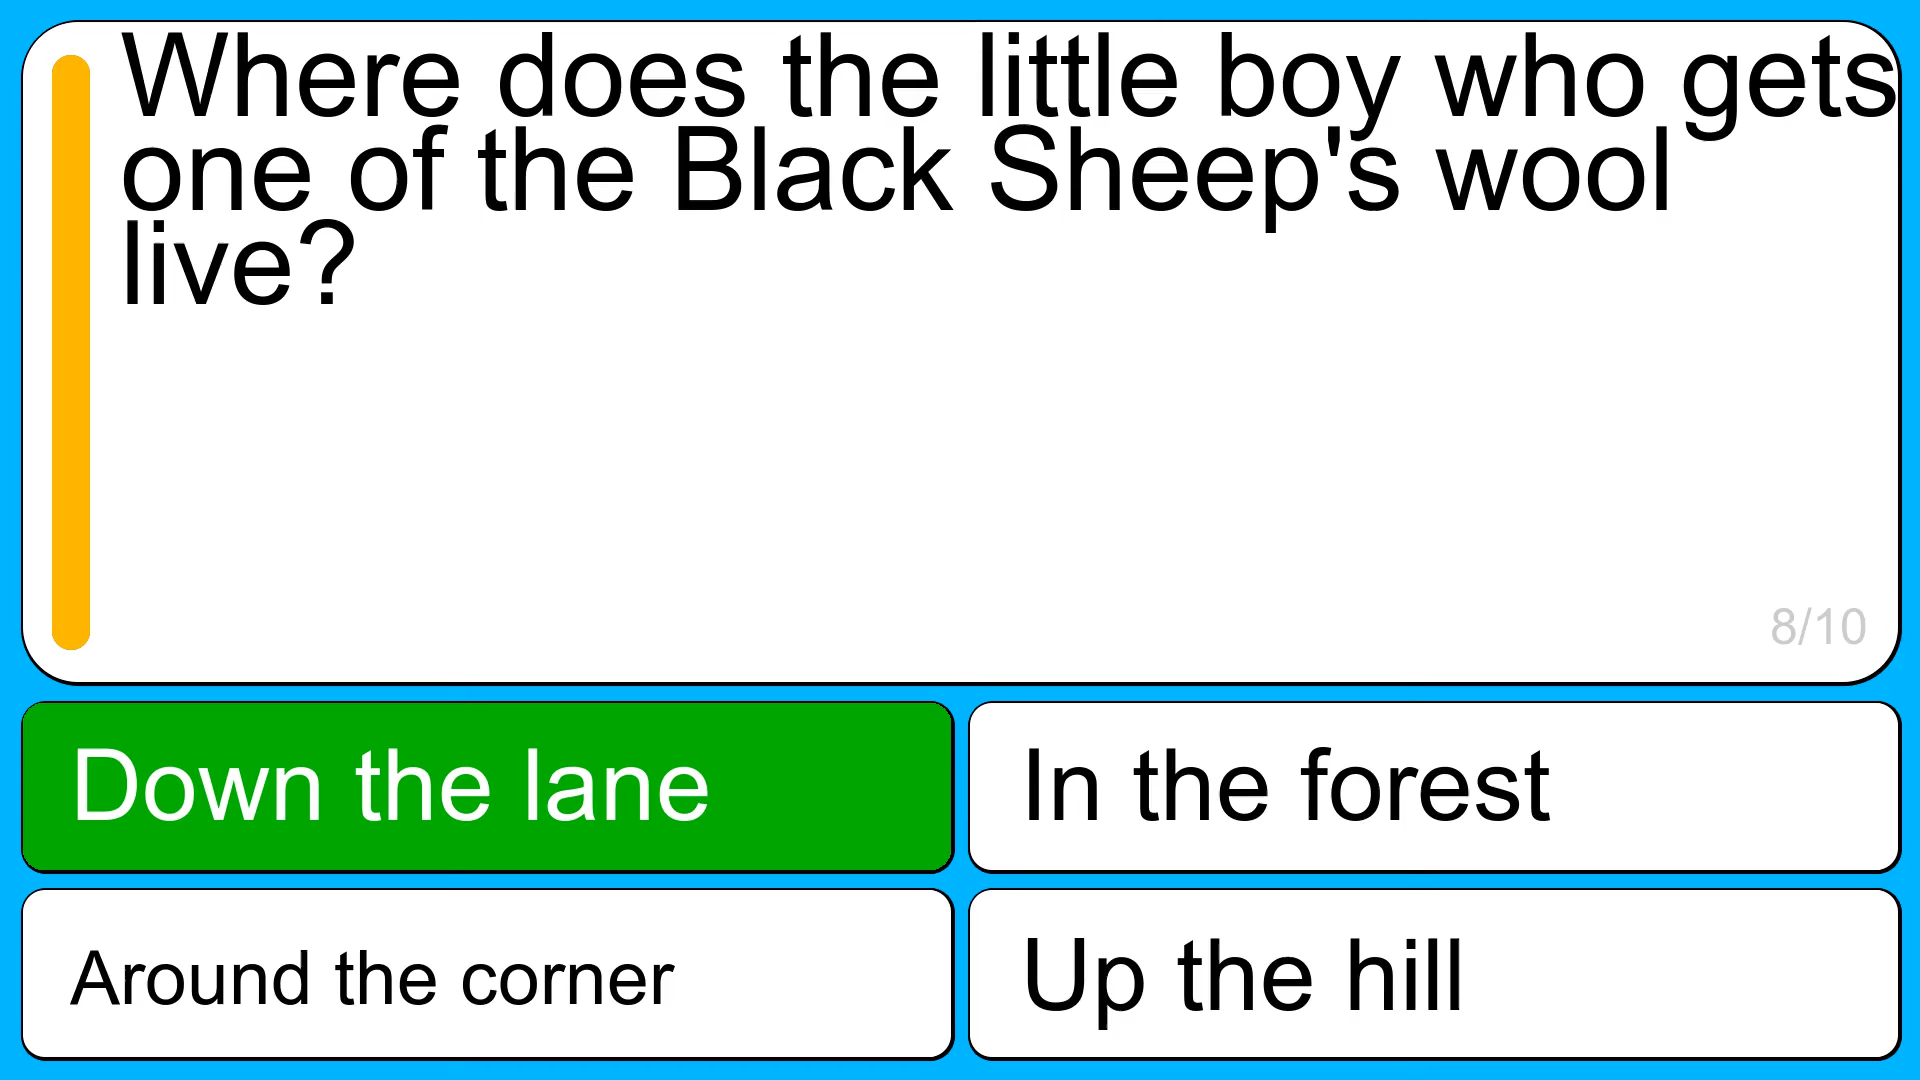 Where does the little boy who gets
one of the Black Sheep's wool
live?
8/10
Down the lane
In the forest
Around the corner
Up the hill